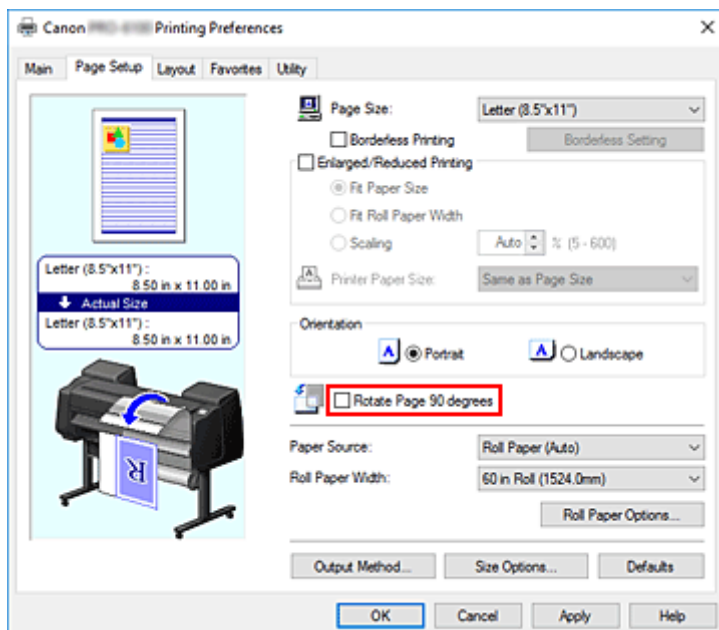 Canon Printing Preferences
Main Page Setup Layout Favorites Utility
Page Size: Letter (8.5"x11")
Borderless Printing Borderless Setting
Enlarged/Reduced Printing
Fit Paper Size
Fit Roll Paper Width
Scaling Auto % (5 - 600)
Printer Paper Size: Same as Page Size
Letter (8.5"x11") :
8.50 in x 11.00 in
Actual Size
Letter (8.5"x11") :
8.50 in x 11.00 in
Orientation
A Portrait A Landscape
Rotate Page 90 degrees
R
Paper Source: Roll Paper (Auto)
Roll Paper Width: 60 in Roll (1524.0mm)
Roll Paper Options...
Output Method... Size Options... Defaults
OK Cancel Apply Help